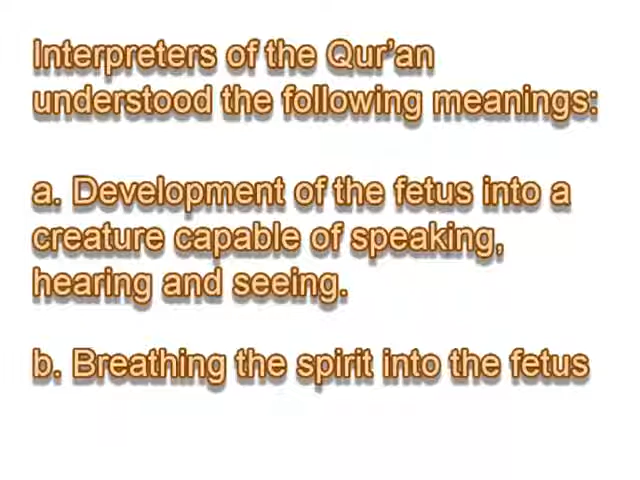 Interpreters of the Qur’an
understood the following meanings:
a. Development of the fetus into a
creature capable of speaking,
hearing and seeing.
b. Breathing the spirit into the fetus